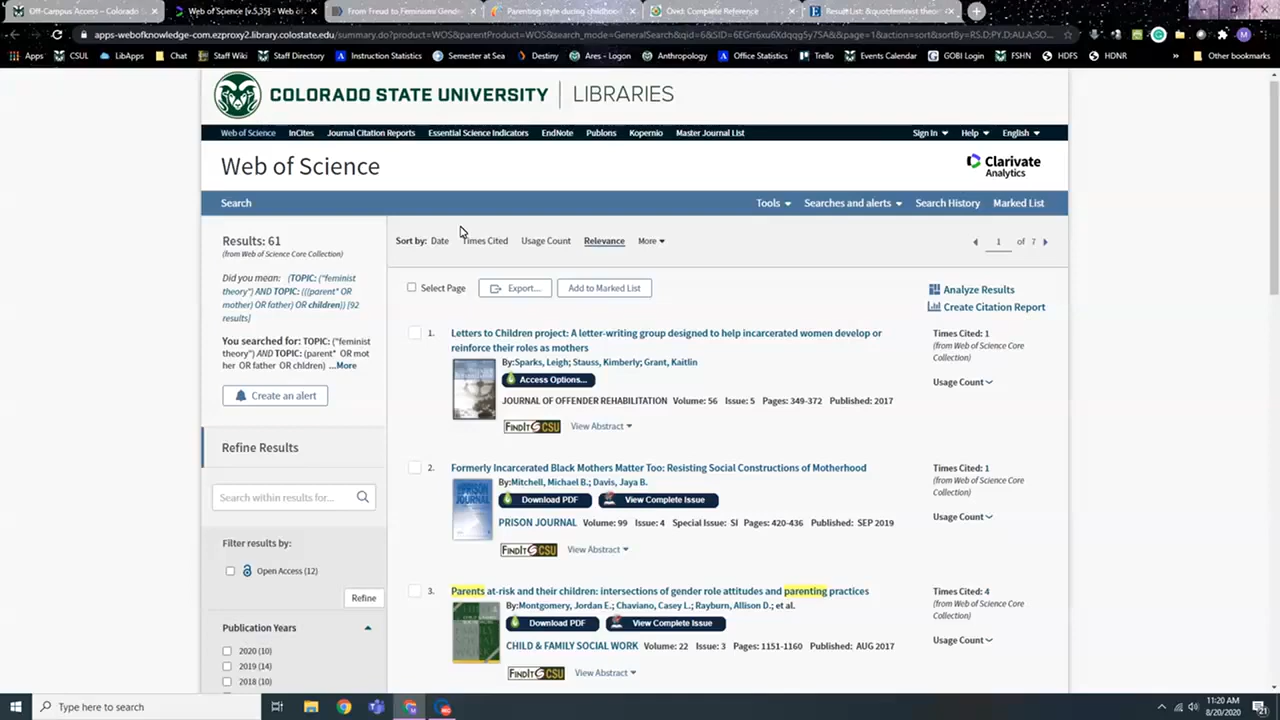 Off-Campus Access – Colorado S
Web of Science [v.5.35] - Web o
From Freud to Feminism: Gende
Parenting style during childhoo
Ovid: Complete Reference
Result List: &quot;feminist theo
apps-webofknowledge-com.ezproxy2.library.colostate.edu/summary.do?product=WOS&parentProduct=WOS&search_mode=GeneralSearch&qid=6&SID=
Apps CSUL LibApps Chat Staff Wiki Staff Directory Instruction Statistics Semester at Sea Destiny Ares - Logon Anthropology Office Statistics Trello Events Calendar GOBI Login FSHN HDFS HDNR » Other bookmarks
COLORADO STATE UNIVERSITY LIBRARIES
Web of Science InCites Journal Citation Reports Essential Science Indicators EndNote Publons Kopernio Master Journal List Sign In Help English
Web of Science
Clarivate
Analytics
Search Tools Searches and alerts Search History Marked List
Results: 61
(from Web of Science Core Collection)
Did you mean: (TOPIC: ("feminist
theory") AND TOPIC: (((parent* OR
mother) OR father) OR children)) [92
results]
You searched for: TOPIC: ("feminist
theory") AND TOPIC: (parent* OR mot
her OR father OR chldren) ...More
Create an alert
Refine Results
Search within results for...
Filter results by:
Open Access (12)
Refine
Publication Years
2020 (10)
2019 (14)
2018 (10)
Sort by: Date Times Cited Usage Count Relevance More
1 of 7
Select Page Export... Add to Marked List
Analyze Results
Create Citation Report
1. Letters to Children project: A letter-writing group designed to help incarcerated women develop or
reinforce their roles as mothers
By:Sparks, Leigh; Stauss, Kimberly; Grant, Kaitlin
Access Options...
JOURNAL OF OFFENDER REHABILITATION Volume: 56 Issue: 5 Pages: 349-372 Published: 2017
FindIt@CSU View Abstract
Times Cited: 1
(from Web of Science Core
Collection)
Usage Count
2. Formerly Incarcerated Black Mothers Matter Too: Resisting Social Constructions of Motherhood
By:Mitchell, Michael B.; Davis, Jaya B.
Download PDF View Complete Issue
PRISON JOURNAL Volume: 99 Issue: 4 Special Issue: SI Pages: 420-436 Published: SEP 2019
FindIt@CSU View Abstract
Times Cited: 1
(from Web of Science Core
Collection)
Usage Count
3. Parents at-risk and their children: intersections of gender role attitudes and parenting practices
By:Montgomery, Jordan E.; Chaviano, Casey L.; Rayburn, Allison D.; et al.
Download PDF View Complete Issue
CHILD & FAMILY SOCIAL WORK Volume: 22 Issue: 3 Pages: 1151-1160 Published: AUG 2017
FindIt@CSU View Abstract
Times Cited: 4
(from Web of Science Core
Collection)
Usage Count
Type here to search
11:20 AM
8/20/2020
21